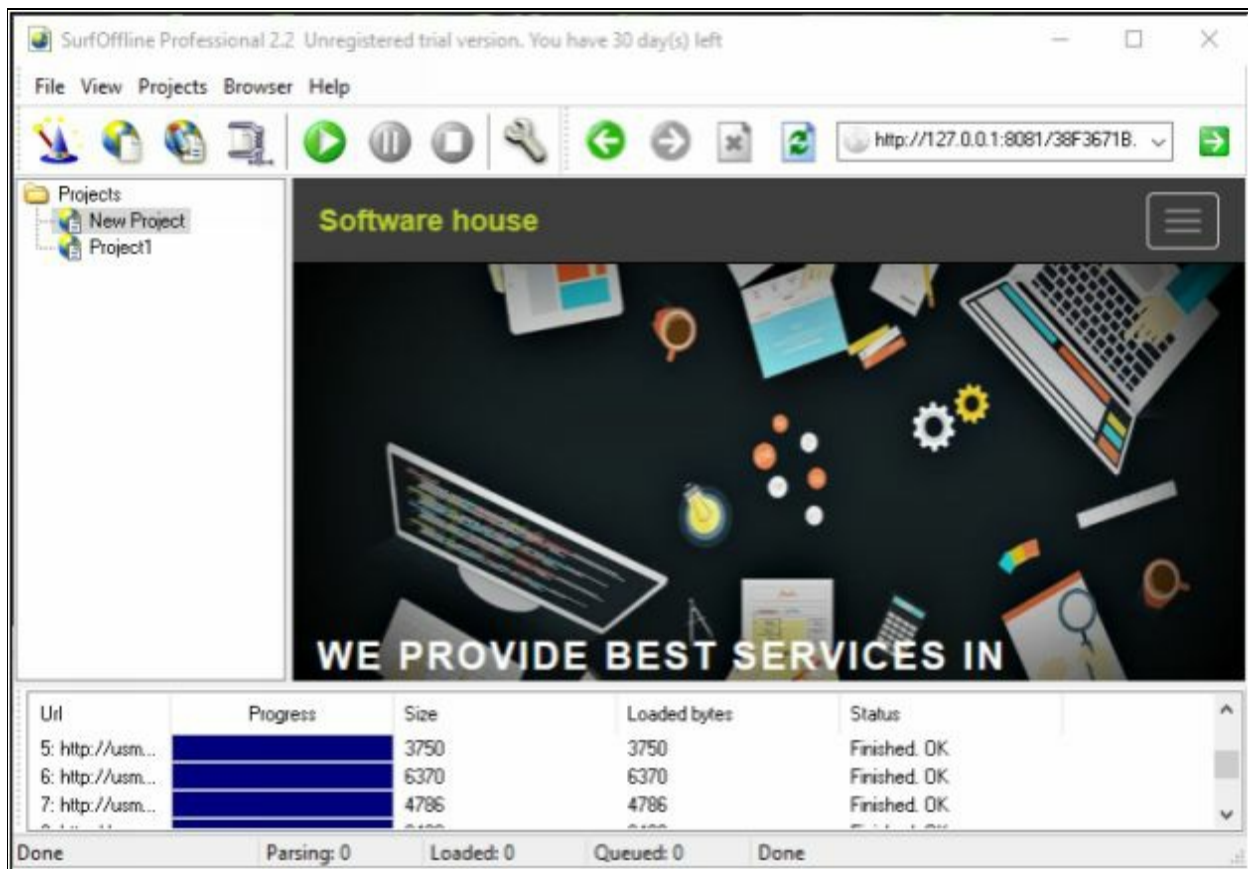 SurfOffline Professional 2.2 Unregistered trial version. You have 30 day(s) left
File View Projects Browser Help
http://127.0.0.1:8081/38F3671B.
Projects
New Project
Project1
Software house
WE PROVIDE BEST SERVICES IN
Url Progress Size Loaded bytes Status
5: http://usm... 3750 3750 Finished. OK
6: http://usm... 6370 6370 Finished. OK
7: http://usm... 4786 4786 Finished. OK
Done Parsing: 0 Loaded: 0 Queued: 0 Done